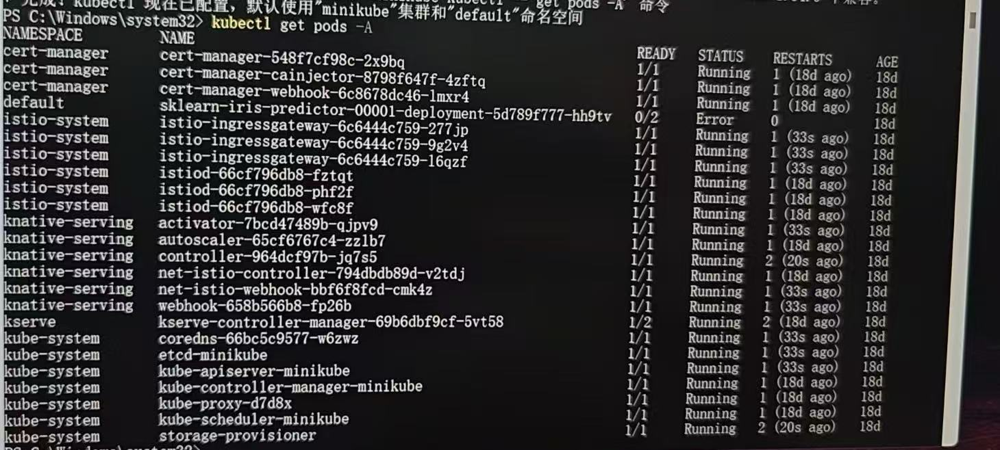 get pods -A" 命令
完成！kubectl 现在已配置，默认使用"minikube"集群和"default"命名空间
PS C:\Windows\system32> kubectl get pods -A
NAMESPACE NAME READY STATUS RESTARTS AGE
cert-manager cert-manager-548f7cf98c-2x9bq 1/1 Running 1 (18d ago) 18d
cert-manager cert-manager-cainjector-8798f647f-4zftq 1/1 Running 1 (18d ago) 18d
cert-manager cert-manager-webhook-6c8678dc46-lmxr4 1/1 Running 1 (18d ago) 18d
default sklearn-iris-predictor-00001-deployment-5d789f777-hh9tv 0/2 Error 0 18d
istio-system istio-ingressgateway-6c6444c759-277jp 1/1 Running 1 (33s ago) 18d
istio-system istio-ingressgateway-6c6444c759-9g2v4 1/1 Running 1 (33s ago) 18d
istio-system istio-ingressgateway-6c6444c759-l6qzf 1/1 Running 1 (33s ago) 18d
istio-system istiod-66cf796db8-fztqt 1/1 Running 1 (18d ago) 18d
istio-system istiod-66cf796db8-phf2f 1/1 Running 1 (18d ago) 18d
istio-system istiod-66cf796db8-wfc8f 1/1 Running 1 (18d ago) 18d
knative-serving activator-7bcd47489b-qjpv9 1/1 Running 1 (33s ago) 18d
knative-serving autoscaler-65cf6767c4-zzlb7 1/1 Running 1 (18d ago) 18d
knative-serving controller-964dcf97b-jq7s5 1/1 Running 2 (20s ago) 18d
knative-serving net-istio-controller-794dbdb89d-v2tdj 1/1 Running 1 (18d ago) 18d
knative-serving net-istio-webhook-bbf6f8fcd-cmk4z 1/1 Running 1 (33s ago) 18d
knative-serving webhook-658b566b8-fp26b 1/1 Running 1 (33s ago) 18d
kserve kserve-controller-manager-69b6dbf9cf-5vt58 1/2 Running 2 (18d ago) 18d
kube-system coredns-66bc5c9577-w6zwz 1/1 Running 1 (33s ago) 18d
kube-system etcd-minikube 1/1 Running 1 (33s ago) 18d
kube-system kube-apiserver-minikube 1/1 Running 1 (33s ago) 18d
kube-system kube-controller-manager-minikube 1/1 Running 1 (18d ago) 18d
kube-system kube-proxy-d7d8x 1/1 Running 1 (18d ago) 18d
kube-system kube-scheduler-minikube 1/1 Running 1 (18d ago) 18d
kube-system storage-provisioner 1/1 Running 2 (20s ago) 18d
PS C:\Windows\system32>